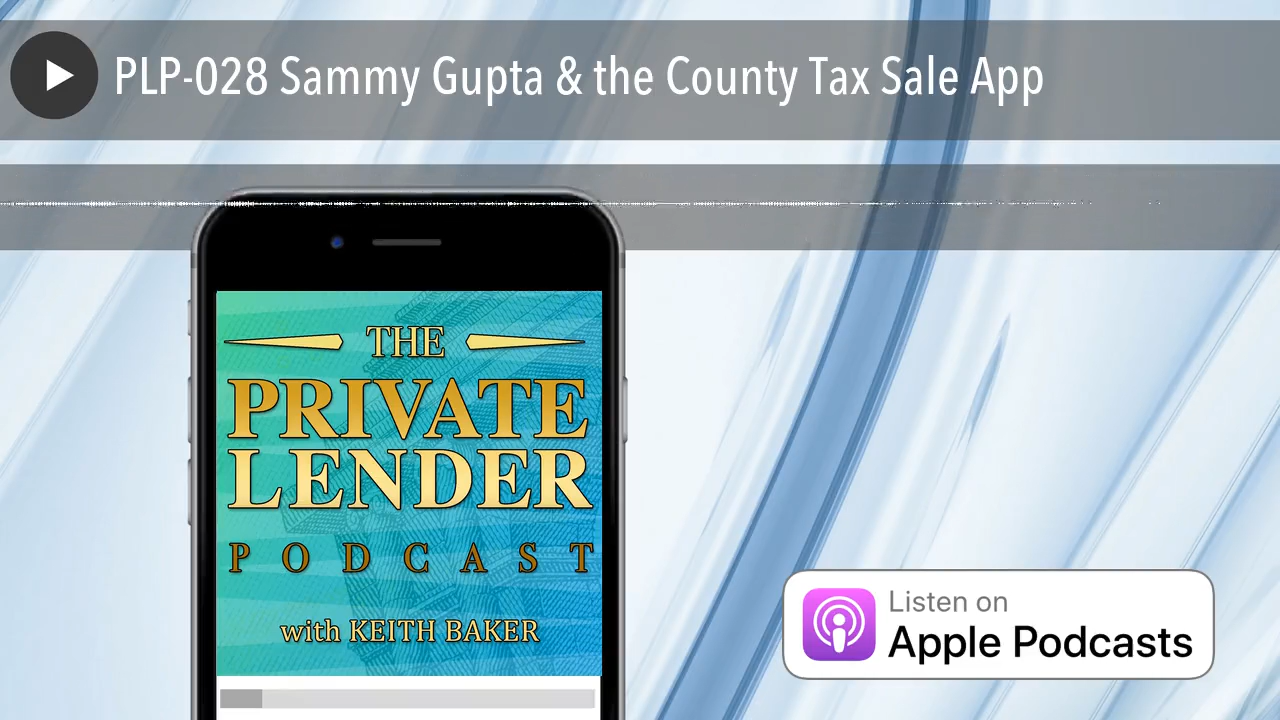 PLP-028 Sammy Gupta & the County Tax Sale App
THE
PRIVATE
LENDER
PODCAST
with KEITH BAKER
Listen on
Apple Podcasts